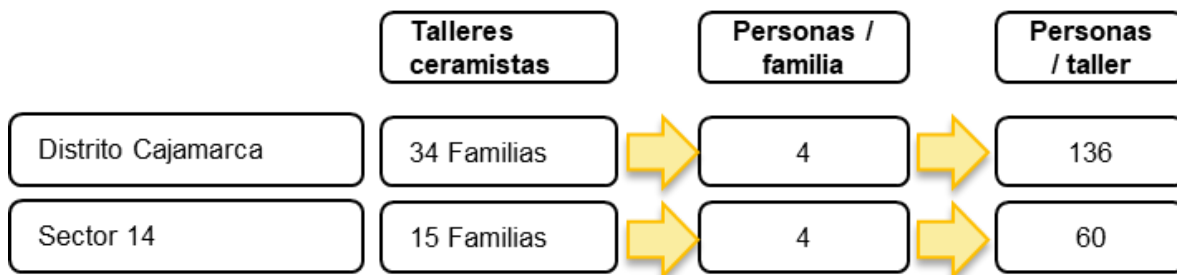 Talleres
ceramistas
Personas /
familia
Personas
/ taller
Distrito Cajamarca
34 Familias
4
136
Sector 14
15 Familias
4
60